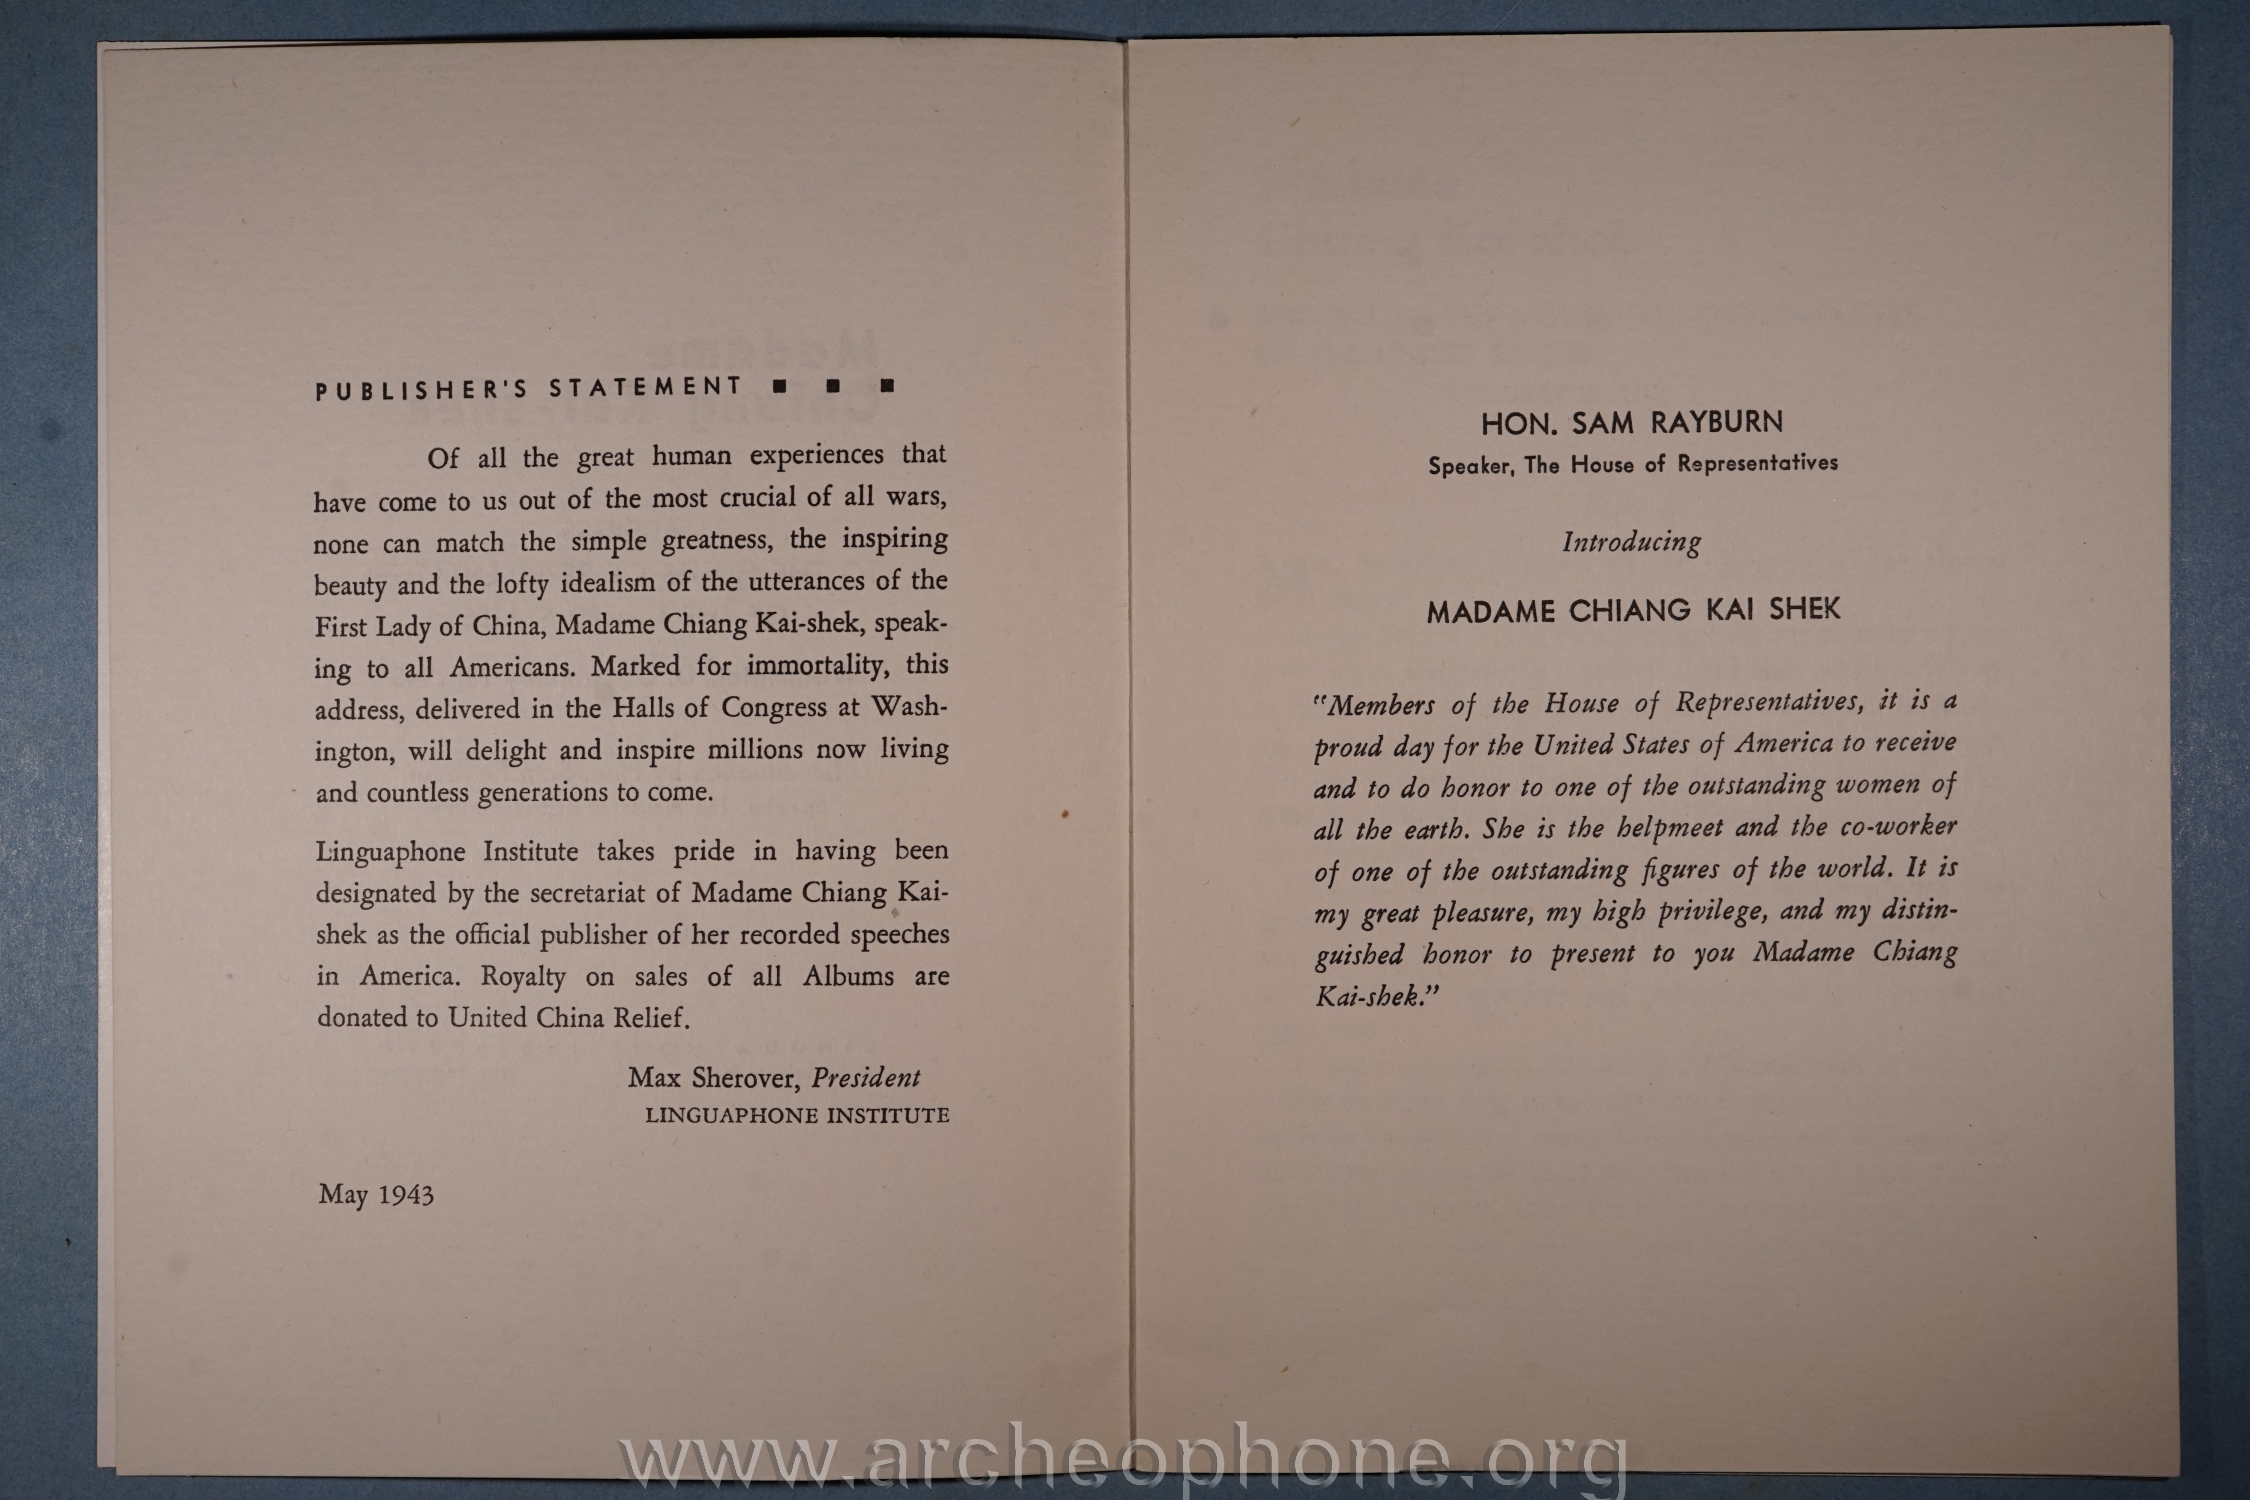 PUBLISHER'S STATEMENT ■ ■ ■
Of all the great human experiences that
have come to us out of the most crucial of all wars,
none can match the simple greatness, the inspiring
beauty and the lofty idealism of the utterances of the
First Lady of China, Madame Chiang Kai-shek, speak-
ing to all Americans. Marked for immortality, this
address, delivered in the Halls of Congress at Wash-
ington, will delight and inspire millions now living
and countless generations to come.
Linguaphone Institute takes pride in having been
designated by the secretariat of Madame Chiang Kai-
shek as the official publisher of her recorded speeches
in America. Royalty on sales of all Albums are
donated to United China Relief.
Max Sherover, President
LINGUAPHONE INSTITUTE
May 1943
HON. SAM RAYBURN
Speaker, The House of Representatives
Introducing
MADAME CHIANG KAI SHEK
"Members of the House of Representatives, it is a
proud day for the United States of America to receive
and to do honor to one of the outstanding women of
all the earth. She is the helpmeet and the co-worker
of one of the outstanding figures of the world. It is
my great pleasure, my high privilege, and my distin-
guished honor to present to you Madame Chiang
Kai-shek."
www.archeophone.org